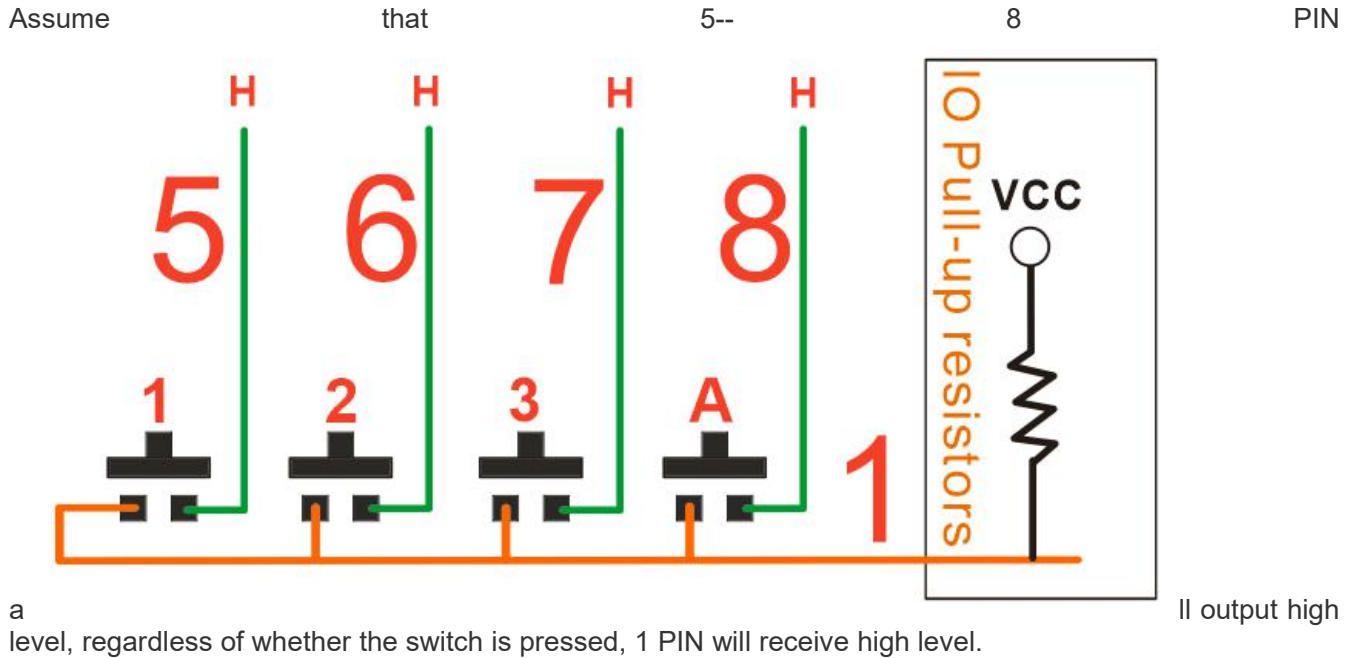 Assume that 5-- 8 PIN
H H H H
5 6 7 8
IO Pull-up resistors
VCC
1 2 3 A
1
a ll output high
level, regardless of whether the switch is pressed, 1 PIN will receive high level.